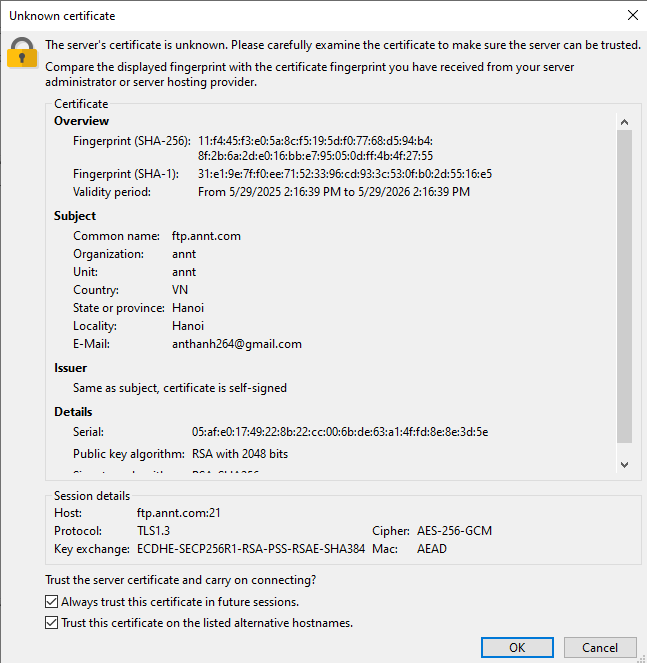 Unknown certificate
The server's certificate is unknown. Please carefully examine the certificate to make sure the server can be trusted.
Compare the displayed fingerprint with the certificate fingerprint you have received from your server
administrator or server hosting provider.
Certificate
Overview
Fingerprint (SHA-256): 11:f4:45:f3:e0:5a:8c:f5:19:5d:f0:77:68:d5:94:b4:
8f:2b:6a:2d:e0:16:bb:e7:95:05:0d:ff:4b:4f:27:55
Fingerprint (SHA-1): 31:e1:9e:7f:f0:ee:71:52:33:96:cd:93:3c:53:0f:b0:2d:55:16:e5
Validity period: From 5/29/2025 2:16:39 PM to 5/29/2026 2:16:39 PM
Subject
Common name: ftp.annt.com
Organization: annt
Unit: annt
Country: VN
State or province: Hanoi
Locality: Hanoi
E-Mail: anthanh264@gmail.com
Issuer
Same as subject, certificate is self-signed
Details
Serial: 05:af:e0:17:49:22:8b:22:cc:00:6b:de:63:a1:4f:fd:8e:8e:3d:5e
Public key algorithm: RSA with 2048 bits
Session details
Host: ftp.annt.com:21
Protocol: TLS1.3 Cipher: AES-256-GCM
Key exchange: ECDHE-SECP256R1-RSA-PSS-RSAE-SHA384 Mac: AEAD
Trust the server certificate and carry on connecting?
Always trust this certificate in future sessions.
Trust this certificate on the listed alternative hostnames.
OK Cancel